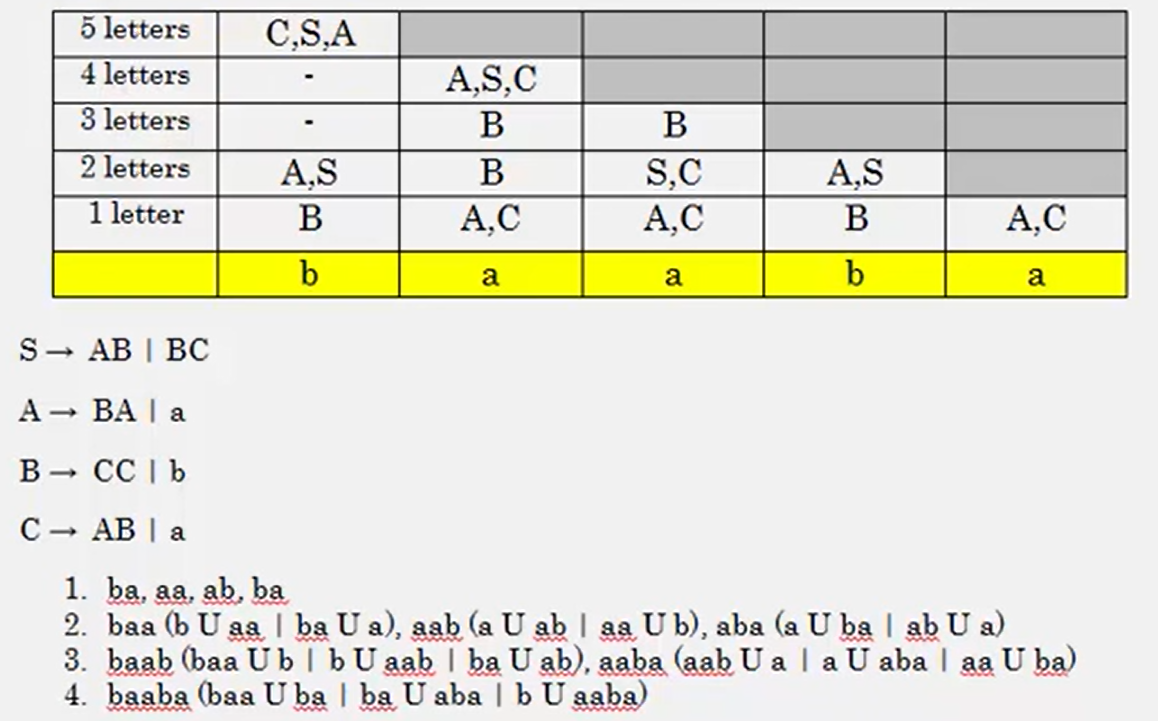 5 letters C,S,A
4 letters - A,S,C
3 letters - B B
2 letters A,S B S,C A,S
1 letter B A,C A,C B A,C
b a a b a
S → AB | BC
A → BA | a
B → CC | b
C → AB | a
1. ba, aa, ab, ba
2. baa (b U aa | ba U a), aab (a U ab | aa U b), aba (a U ba | ab U a)
3. baab (baa U b | b U aab | ba U ab), aaba (aab U a | a U aba | aa U ba)
4. baaba (baa U ba | ba U aba | b U aaba)